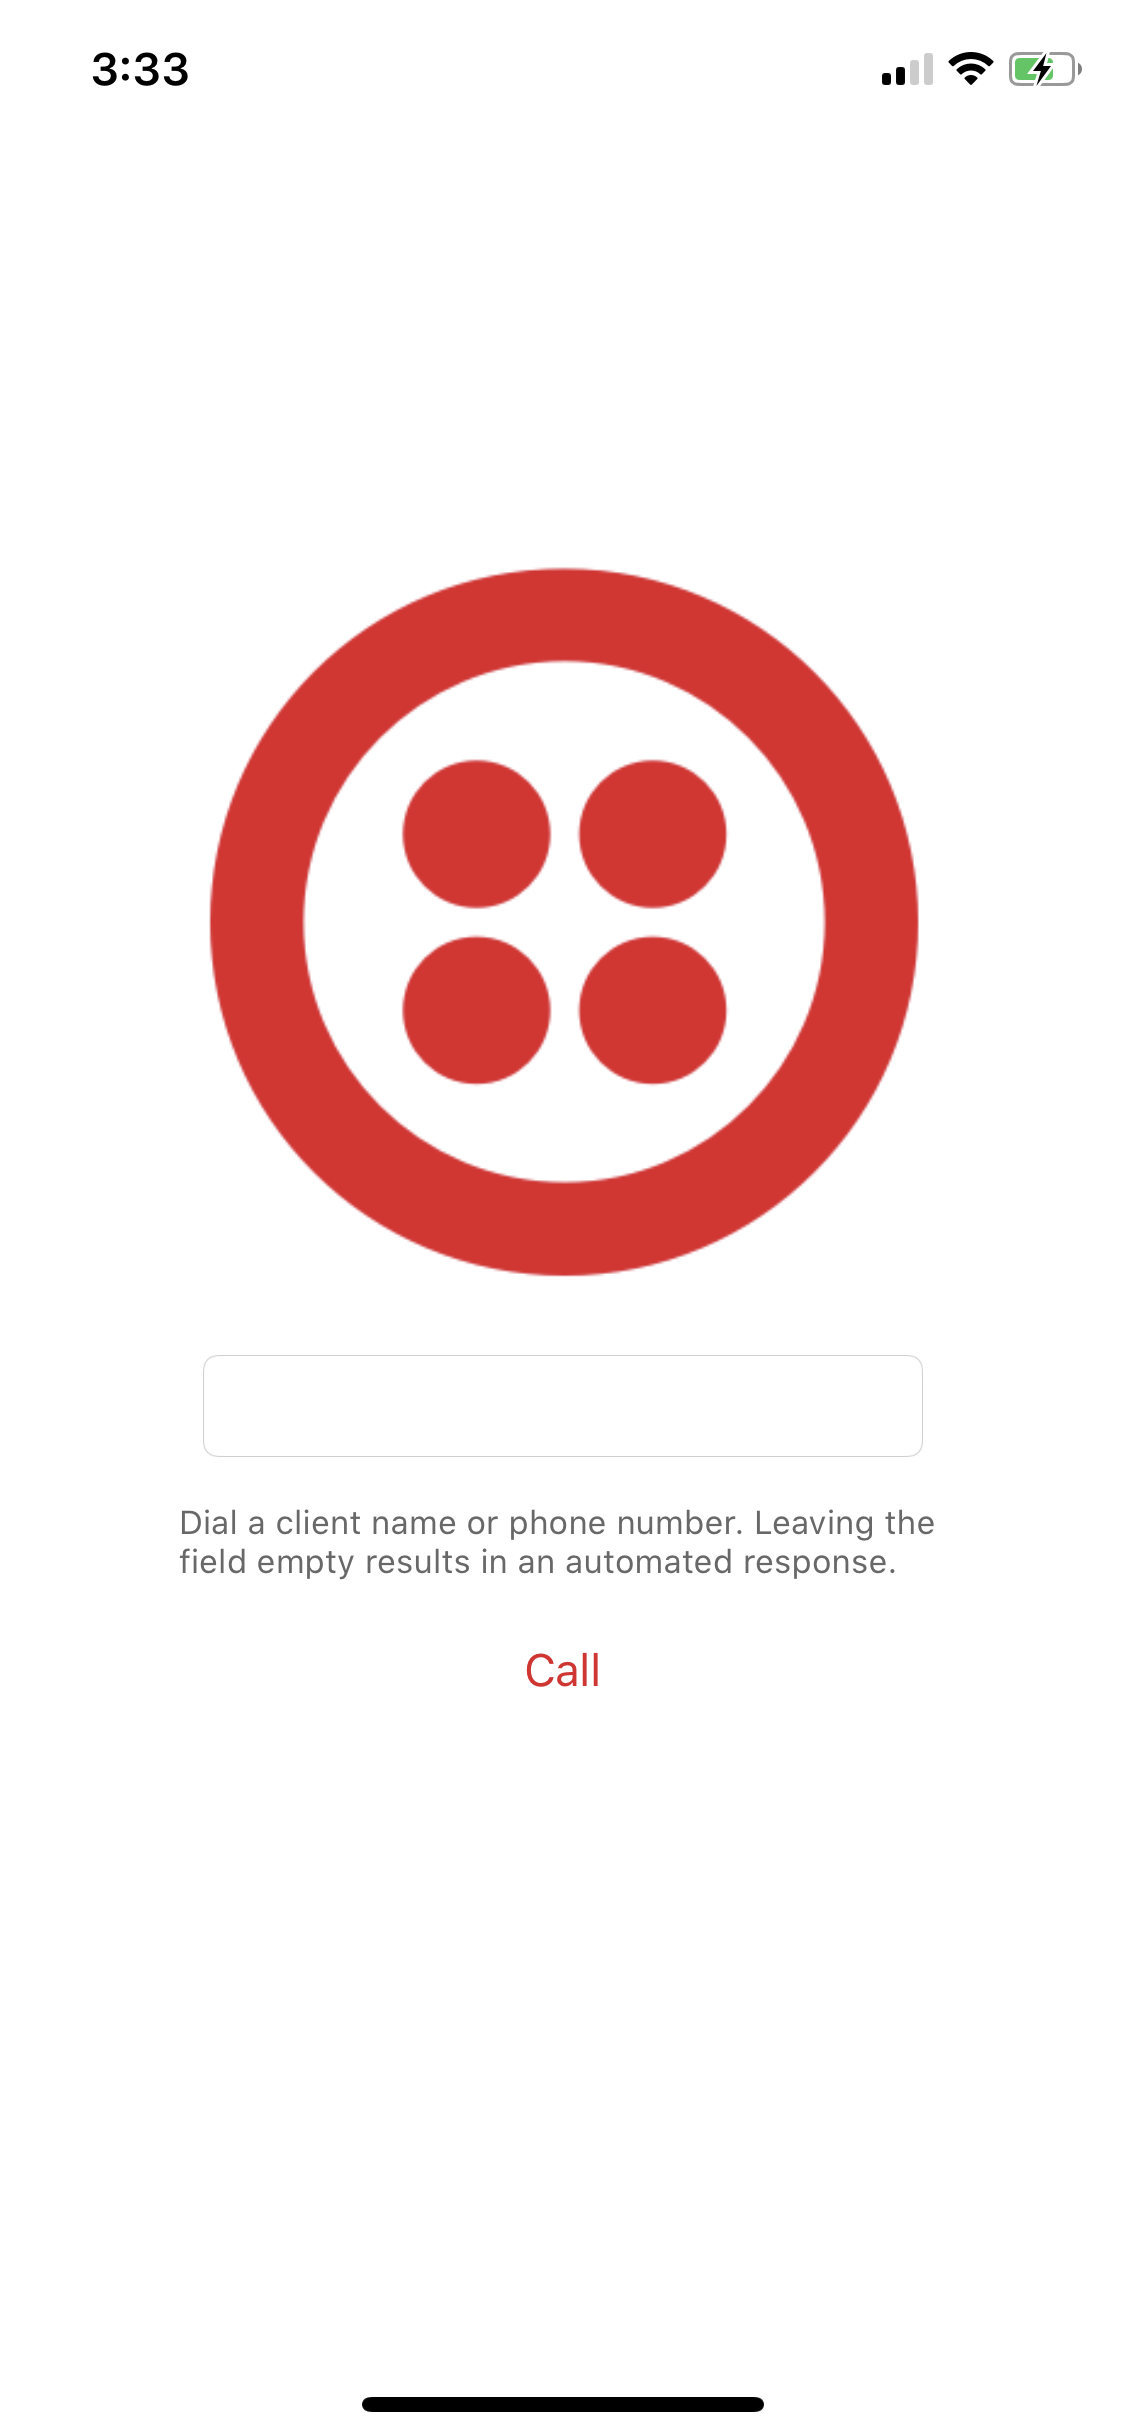 3:33
Dial a client name or phone number. Leaving the
field empty results in an automated response.
Call